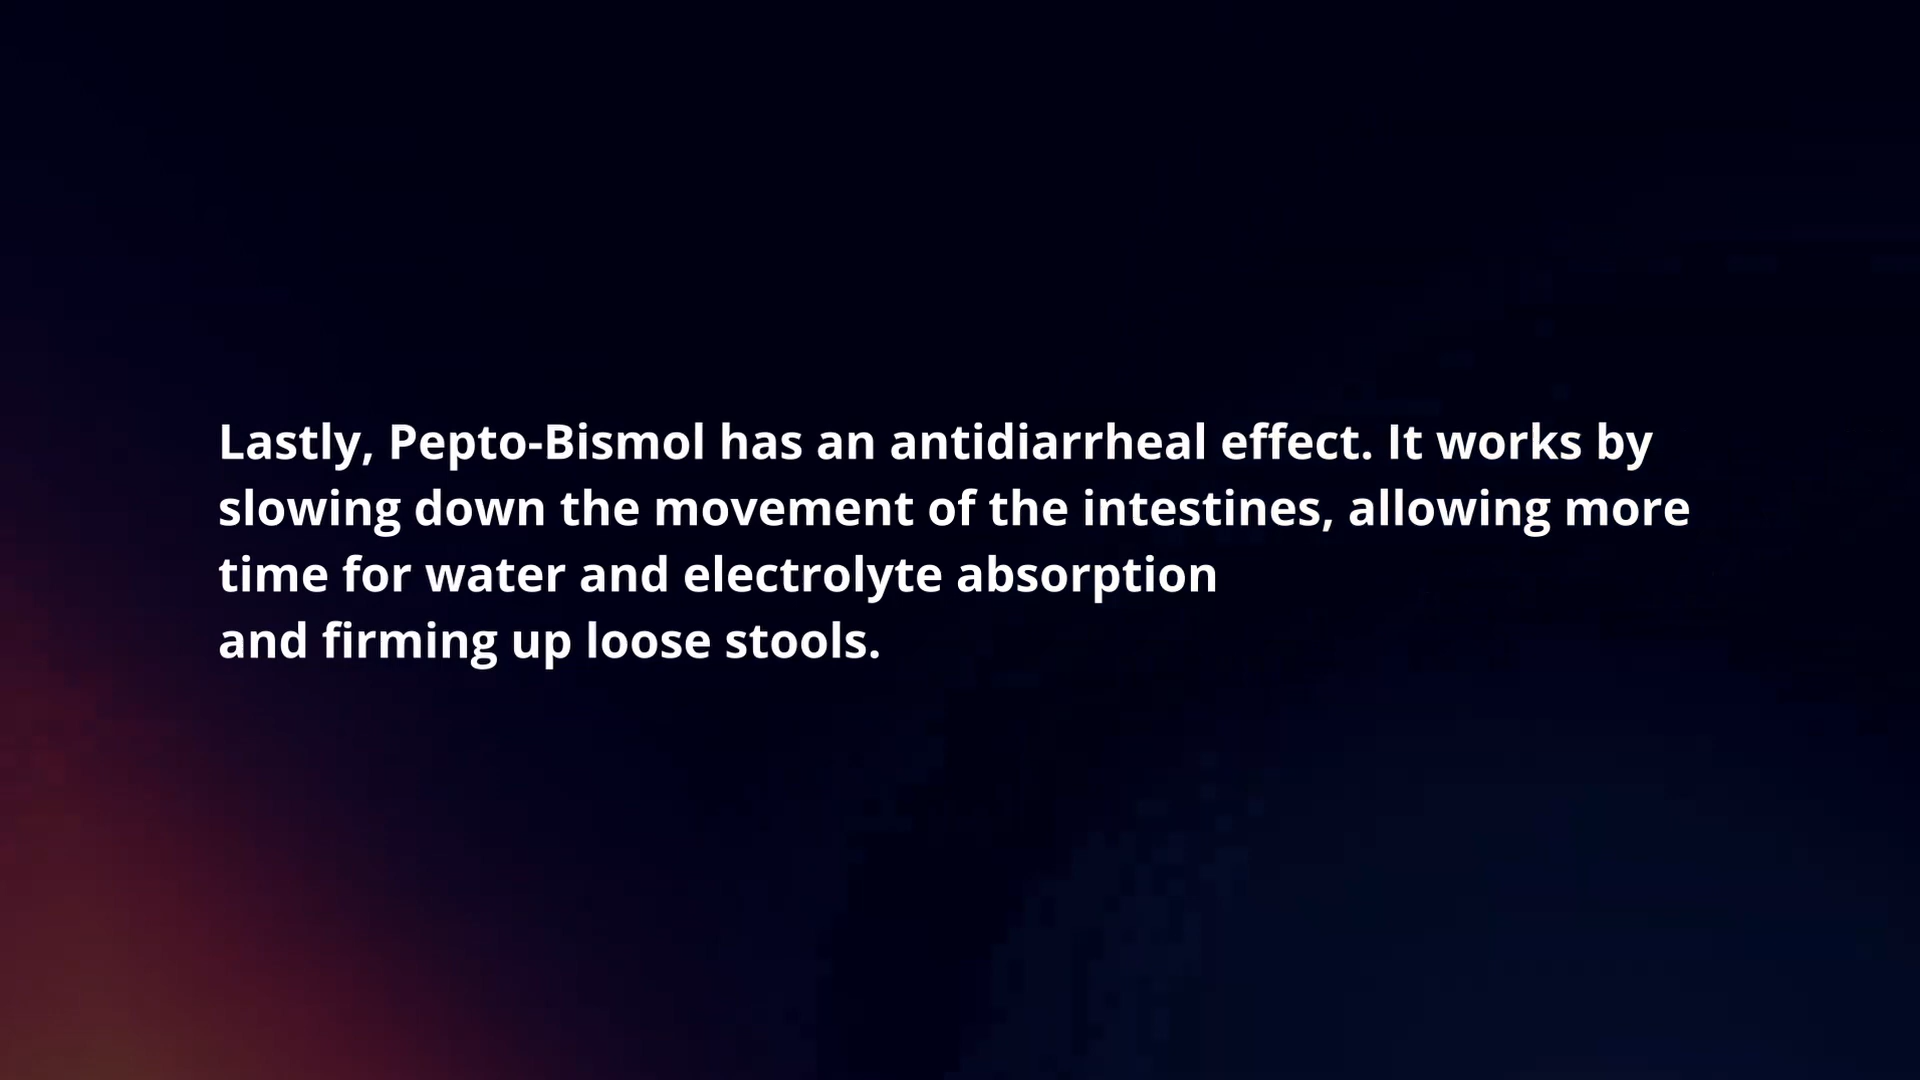 Lastly, Pepto-Bismol has an antidiarrheal effect. It works by
slowing down the movement of the intestines, allowing more
time for water and electrolyte absorption
and firming up loose stools.